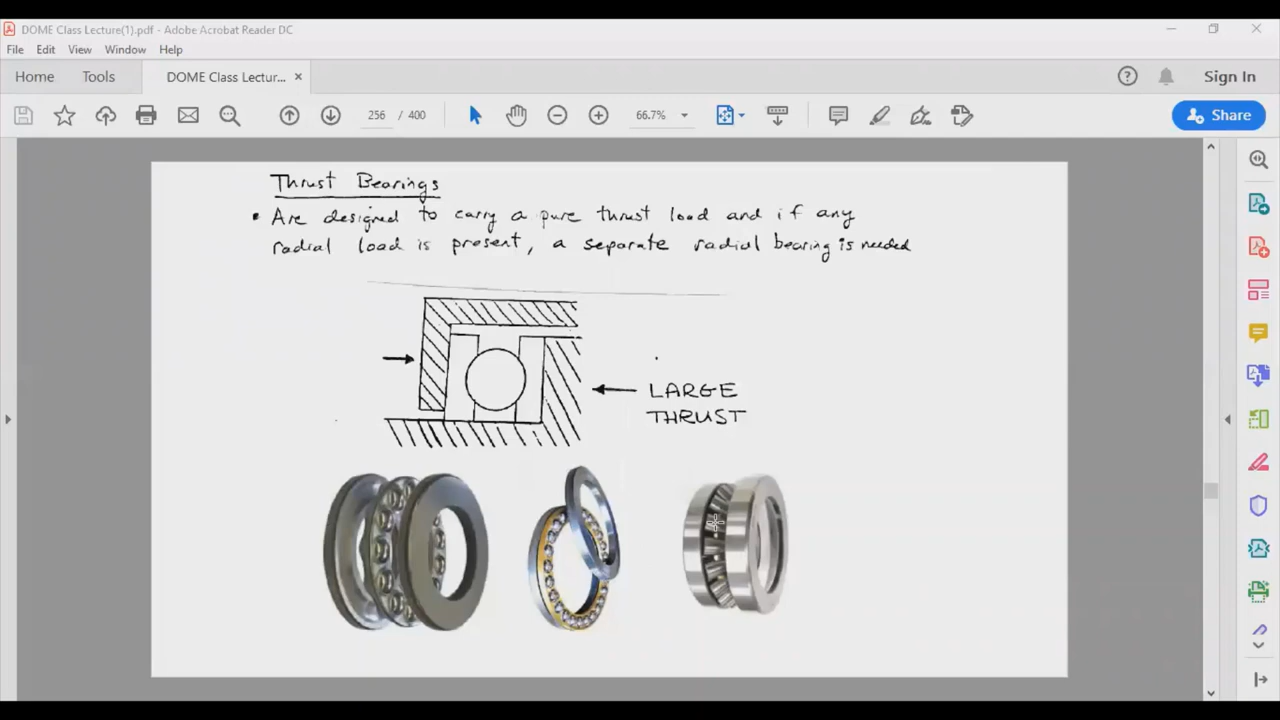 DOME Class Lecture(1).pdf - Adobe Acrobat Reader DC
File Edit View Window Help
Home Tools DOME Class Lectur... × Sign In
256 / 400 66.7% Share
Thrust Bearings
• Are designed to carry a pure thrust load and if any
radial load is present, a separate radial bearing is needed
LARGE
THRUST